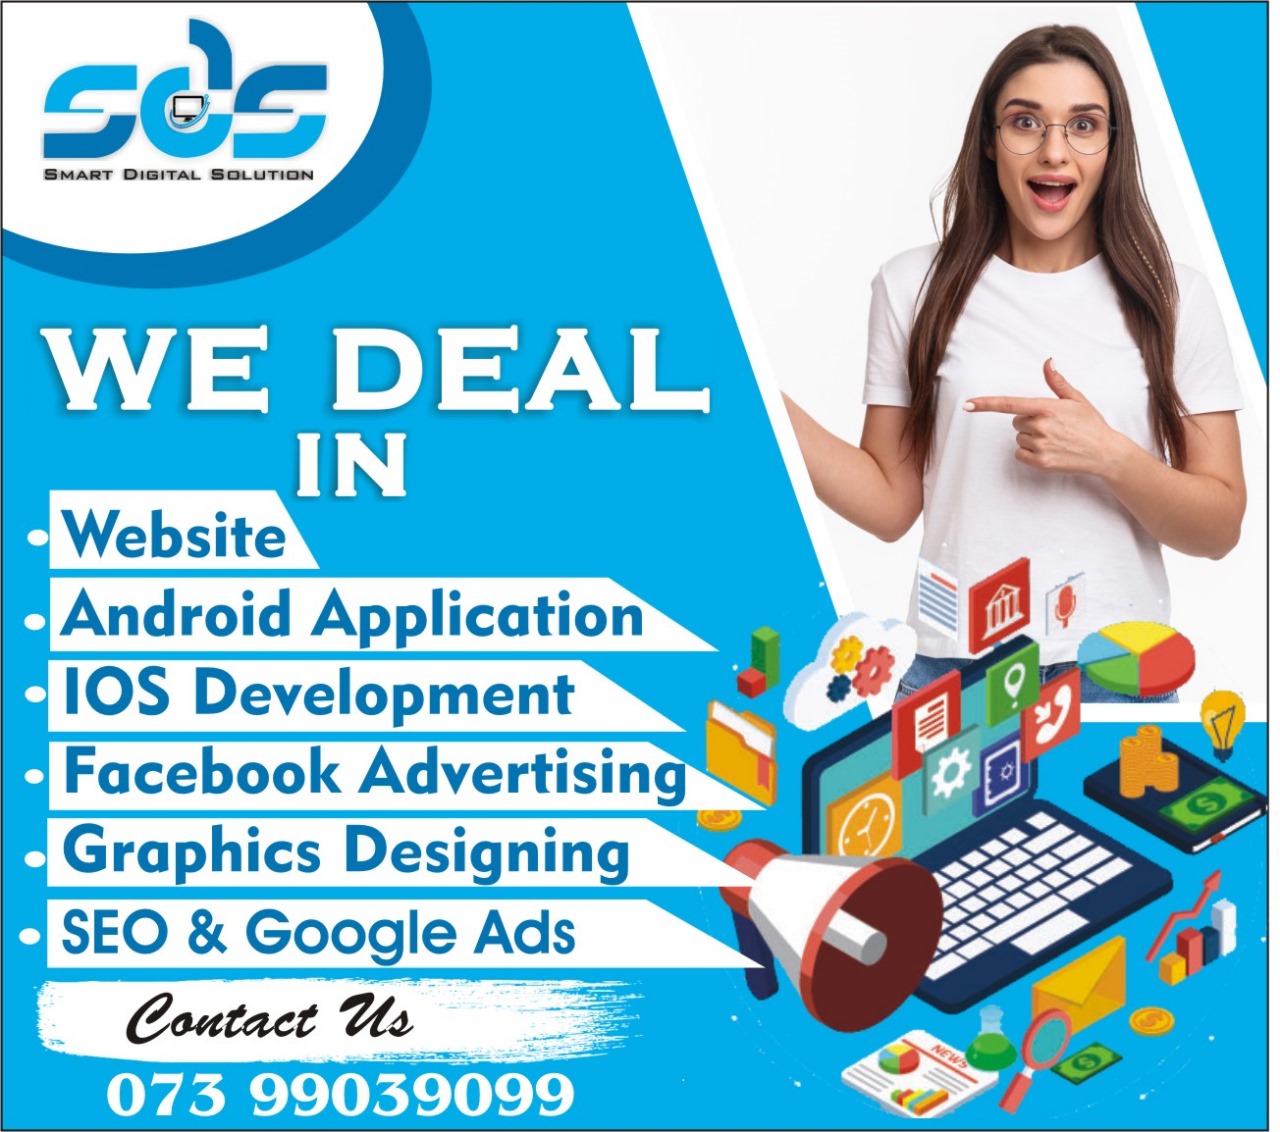 SDS
SMART DIGITAL SOLUTION
WE DEAL
IN
Website
Android Application
IOS Development
Facebook Advertising
Graphics Designing
SEO & Google Ads
Contact Us
073 99039099
NEWS